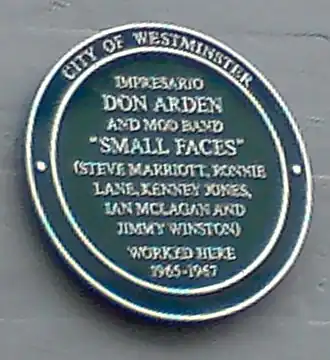 CITY OF WESTMINSTER
IMPRESARIO
DON ARDEN
AND MOD BAND
"SMALL FACES"
(STEVE MARRIOTT, RONNIE
LANE, KENNEY JONES,
IAN MCLAGAN AND
JIMMY WINSTON)
WORKED HERE
1965-1967